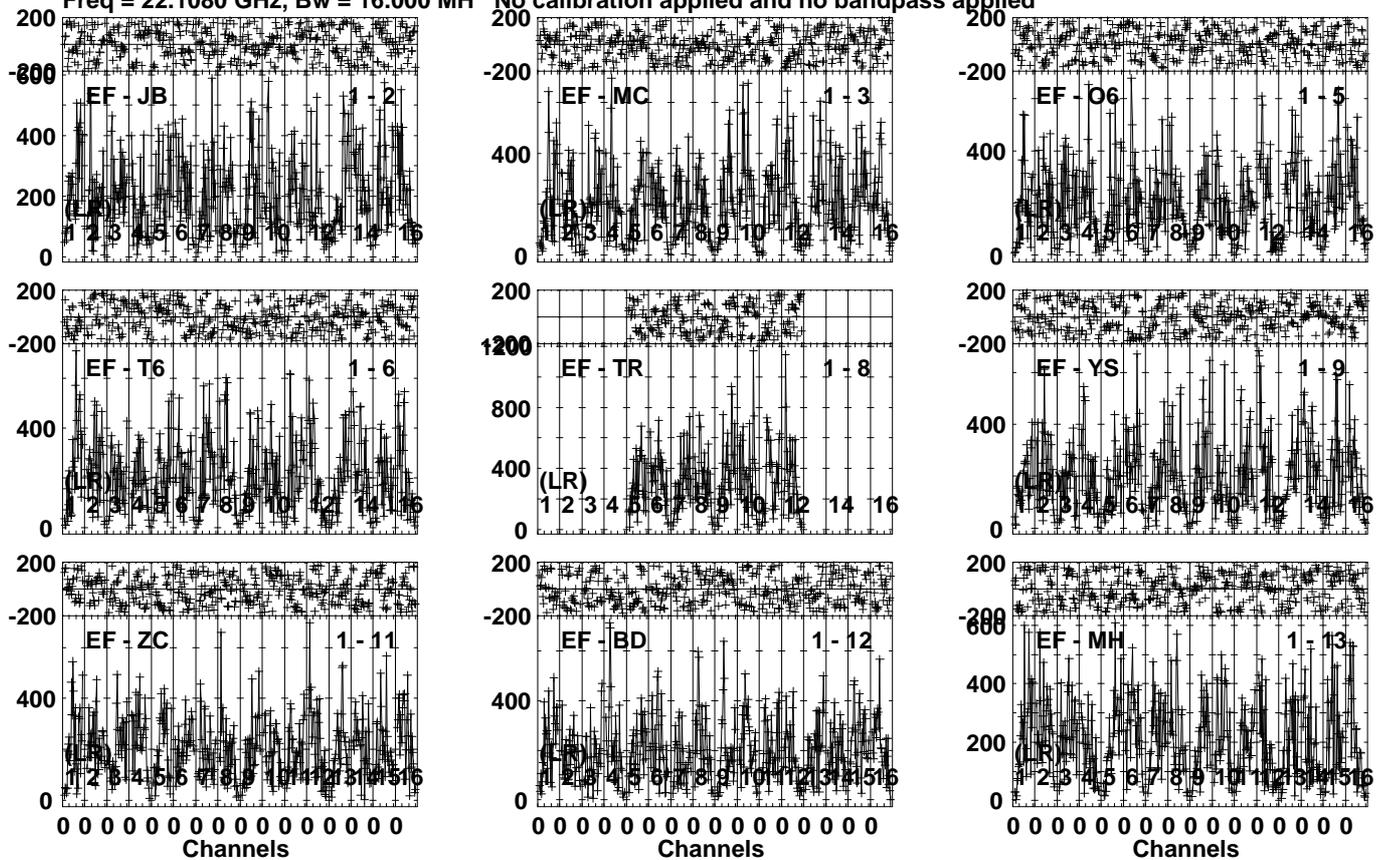 Freq = 22.1080 GHz, Bw = 16.000 MH No calibration applied and no bandpass applied
200
-200
600
400
200
0
EF - JB 1 - 2
(LR)
1 2 3 4 5 6 7 8 9 10 12 14 16
200
-200
400
0
EF - MC 1 - 3
(LR)
1 2 3 4 5 6 7 8 9 10 12 14 16
200
-200
400
0
EF - O6 1 - 5
(LR)
1 2 3 4 5 6 7 8 9 10 12 14 16
200
-200
400
0
EF - T6 1 - 6
(LR)
1 2 3 4 5 6 7 8 9 10 12 14 16
200
-200
1200
800
400
0
EF - TR 1 - 8
(LR)
1 2 3 4 5 6 7 8 9 10 12 14 16
200
-200
400
0
EF - YS 1 - 9
(LR)
1 2 3 4 5 6 7 8 9 10 12 14 16
200
-200
400
0
EF - ZC 1 - 11
(LR)
1 2 3 4 5 6 7 8 9 10 11 12 13 14 15 16
200
-200
400
0
EF - BD 1 - 12
(LR)
1 2 3 4 5 6 7 8 9 10 11 12 13 14 15 16
200
-200
600
400
200
0
EF - MH 1 - 13
(LR)
1 2 3 4 5 6 7 8 9 10 11 12 13 14 15 16
0 0 0 0 0 0 0 0 0 0 0 0 0 0 0 0
Channels
0 0 0 0 0 0 0 0 0 0 0 0 0 0 0 0
Channels
0 0 0 0 0 0 0 0 0 0 0 0 0 0 0 0
Channels